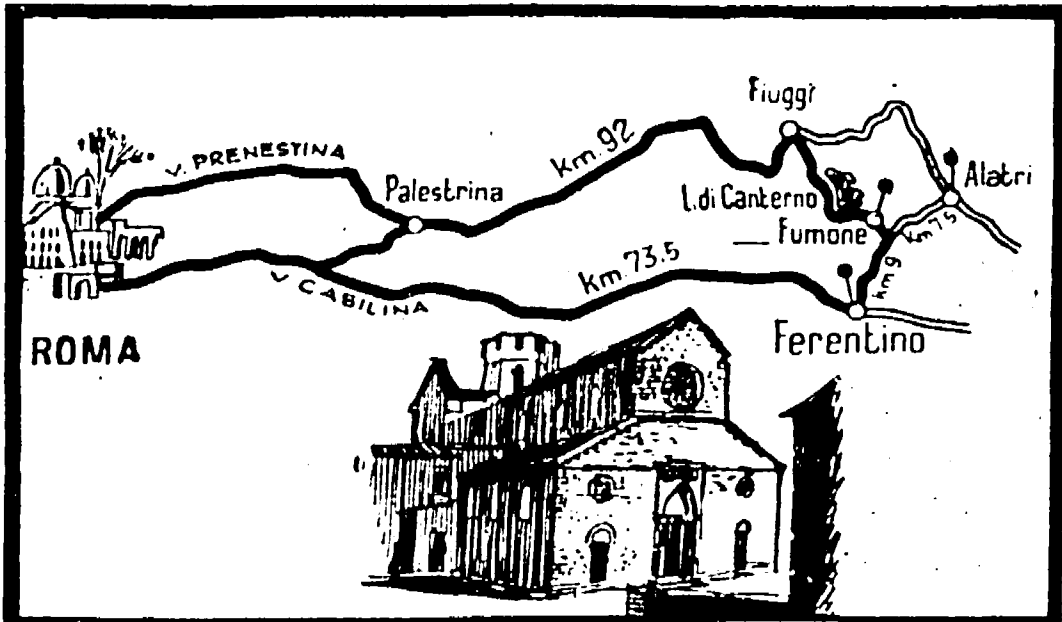 Fiuggi
V. PRENESTINA
km. 92
Palestrina
L. di Canterno
Alatri
Fumone
km 7.5
km 9
V CABILINA
km. 73.5
Ferentino
ROMA